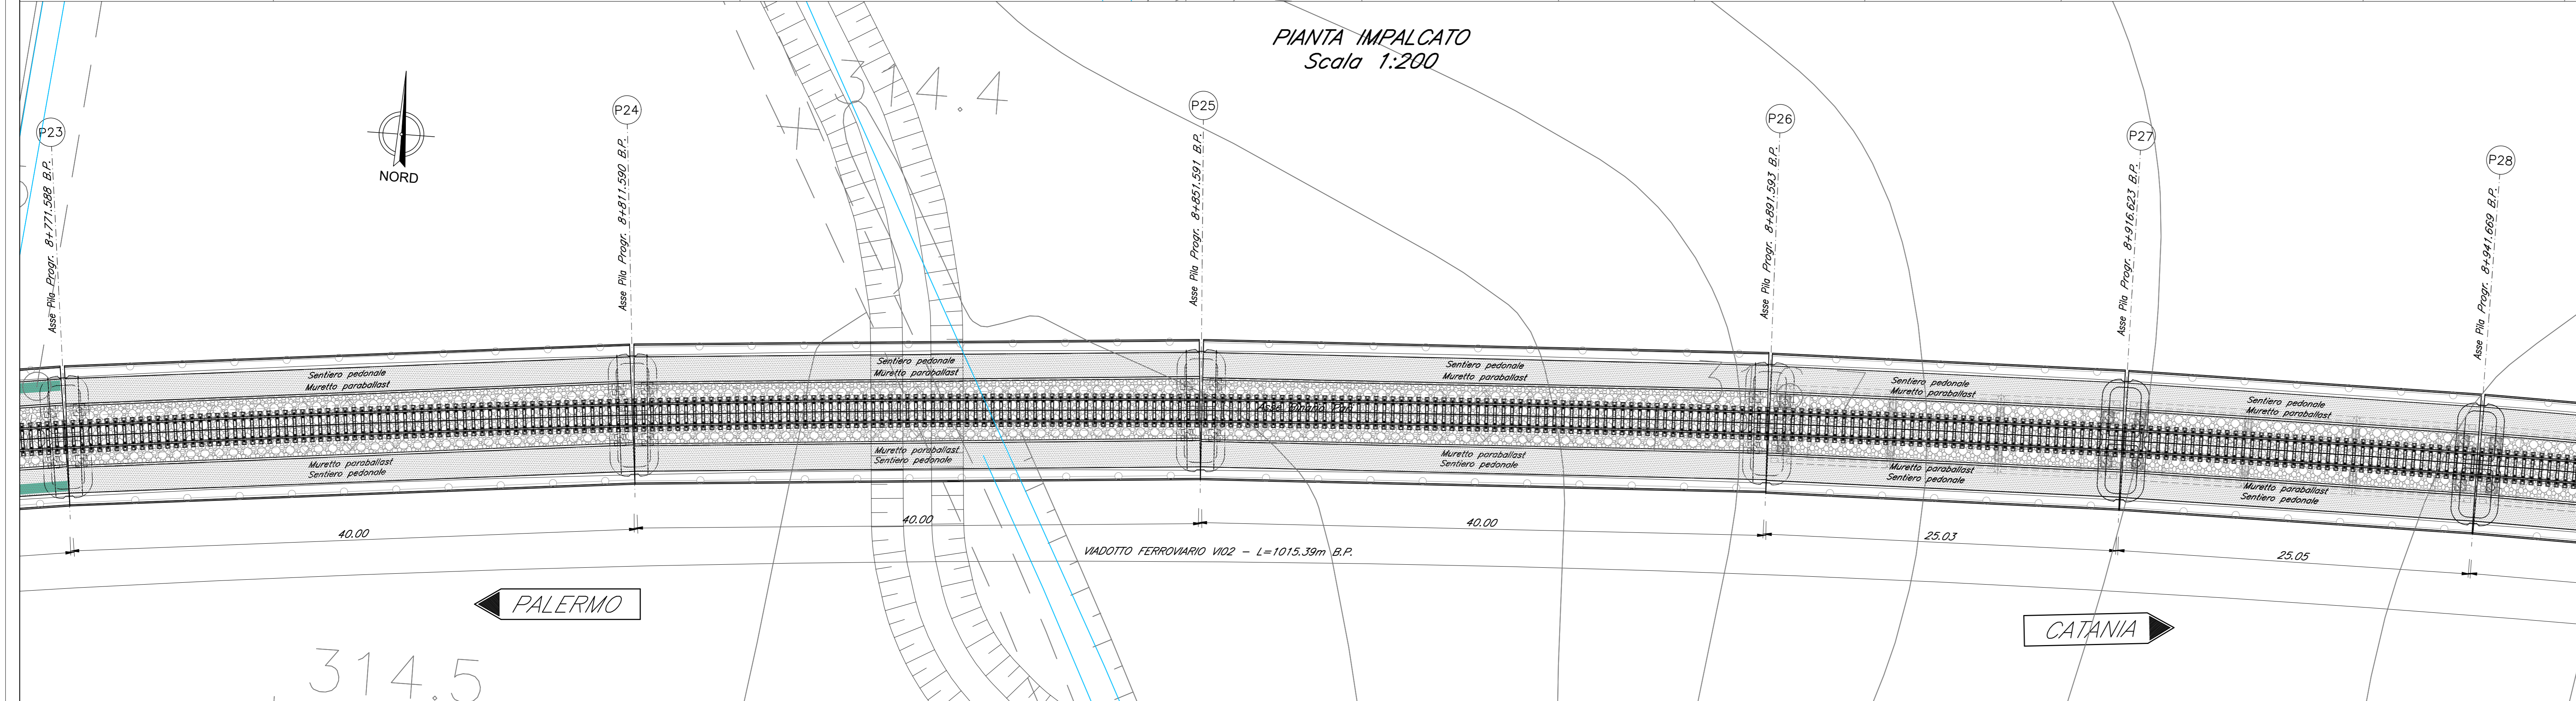 PIANTA IMPALCATO
Scala 1:200
314.4
P23
P24
P25
P26
P27
P28
NORD
Asse Pila Progr. 8+771.588 B.P.
Asse Pila Progr. 8+811.590 B.P.
Asse Pila Progr. 8+851.591 B.P.
Asse Pila Progr. 8+891.593 B.P.
Asse Pila Progr. 8+916.623 B.P.
Asse Pila Progr. 8+941.669 B.P.
Sentiero pedonale
Muretto paraballast
Sentiero pedonale
Muretto paraballast
Sentiero pedonale
Muretto paraballast
Sentiero pedonale
Muretto paraballast
Sentiero pedonale
Muretto paraballast
Muretto paraballast
Sentiero pedonale
Muretto paraballast
Sentiero pedonale
Muretto paraballast
Sentiero pedonale
Muretto paraballast
Sentiero pedonale
Muretto paraballast
Sentiero pedonale
40.00
40.00
40.00
25.03
25.05
VIADOTTO FERROVIARIO VI02 - L=1015.39m B.P.
PALERMO
CATANIA
314.5